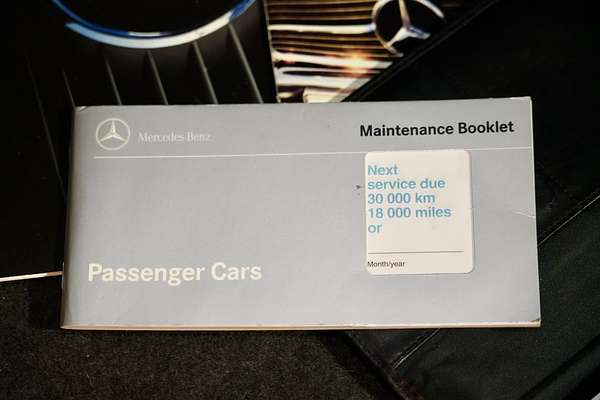 Mercedes-Benz
Maintenance Booklet
Next
service due
30 000 km
18 000 miles
or
Month/year
Passenger Cars